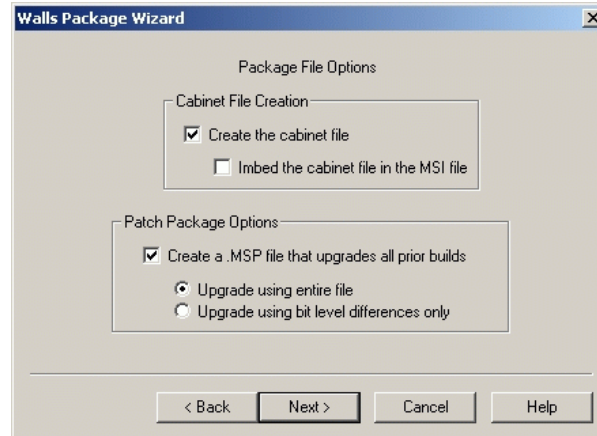 Walls Package Wizard
Package File Options
Cabinet File Creation
Create the cabinet file
Imbed the cabinet file in the MSI file
Patch Package Options
Create a .MSP file that upgrades all prior builds
Upgrade using entire file
Upgrade using bit level differences only
< Back Next > Cancel Help